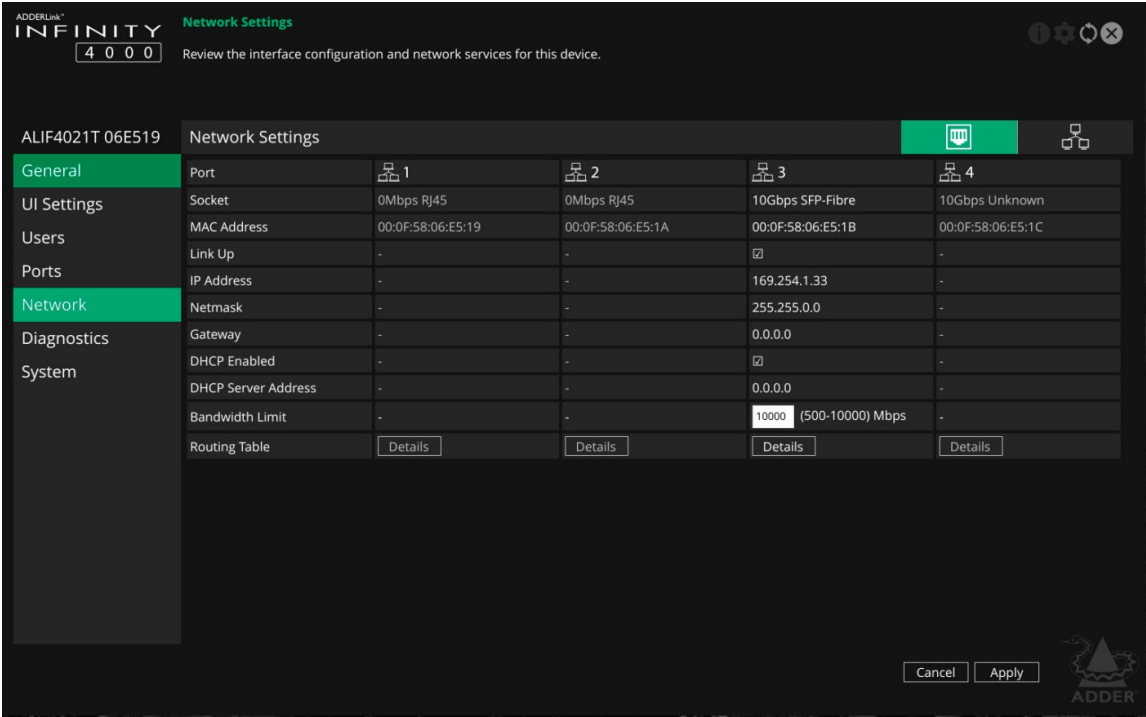 ADDERLink™
INFINITY
4000
Network Settings
Review the interface configuration and network services for this device.
ALIF4021T 06E519
General
UI Settings
Users
Ports
Network
Diagnostics
System
Network Settings
Port 1 2 3 4
Socket 0Mbps RJ45 0Mbps RJ45 10Gbps SFP-Fibre 10Gbps Unknown
MAC Address 00:0F:58:06:E5:19 00:0F:58:06:E5:1A 00:0F:58:06:E5:1B 00:0F:58:06:E5:1C
Link Up - - ☑ -
IP Address - - 169.254.1.33 -
Netmask - - 255.255.0.0 -
Gateway - - 0.0.0.0 -
DHCP Enabled - - ☑ -
DHCP Server Address - - 0.0.0.0 -
Bandwidth Limit - - 10000 (500-10000) Mbps -
Routing Table Details Details Details Details
Cancel Apply
ADDER